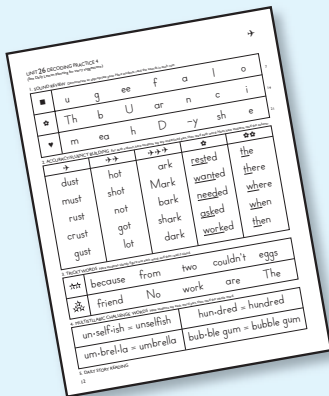 UNIT 26 DECODING PRACTICE 4
1. SOUND REVIEW
u g ee f a l o
Th b U ar n c i
m ea h D -y sh e
2. ACCURACY/FLUENCY BUILDING
dust hot ark rested the
must shot Mark wanted there
rust not bark needed where
crust got shark asked when
gust lot dark worked then
3. TRICKY WORDS
because from two couldn't eggs
friend No work are The
4. MULTISYLLABIC CHALLENGE WORDS
un•self•ish = unselfish hun•dred = hundred
um•brel•la = umbrella bub•ble gum = bubble gum
5. DAILY STORY READING